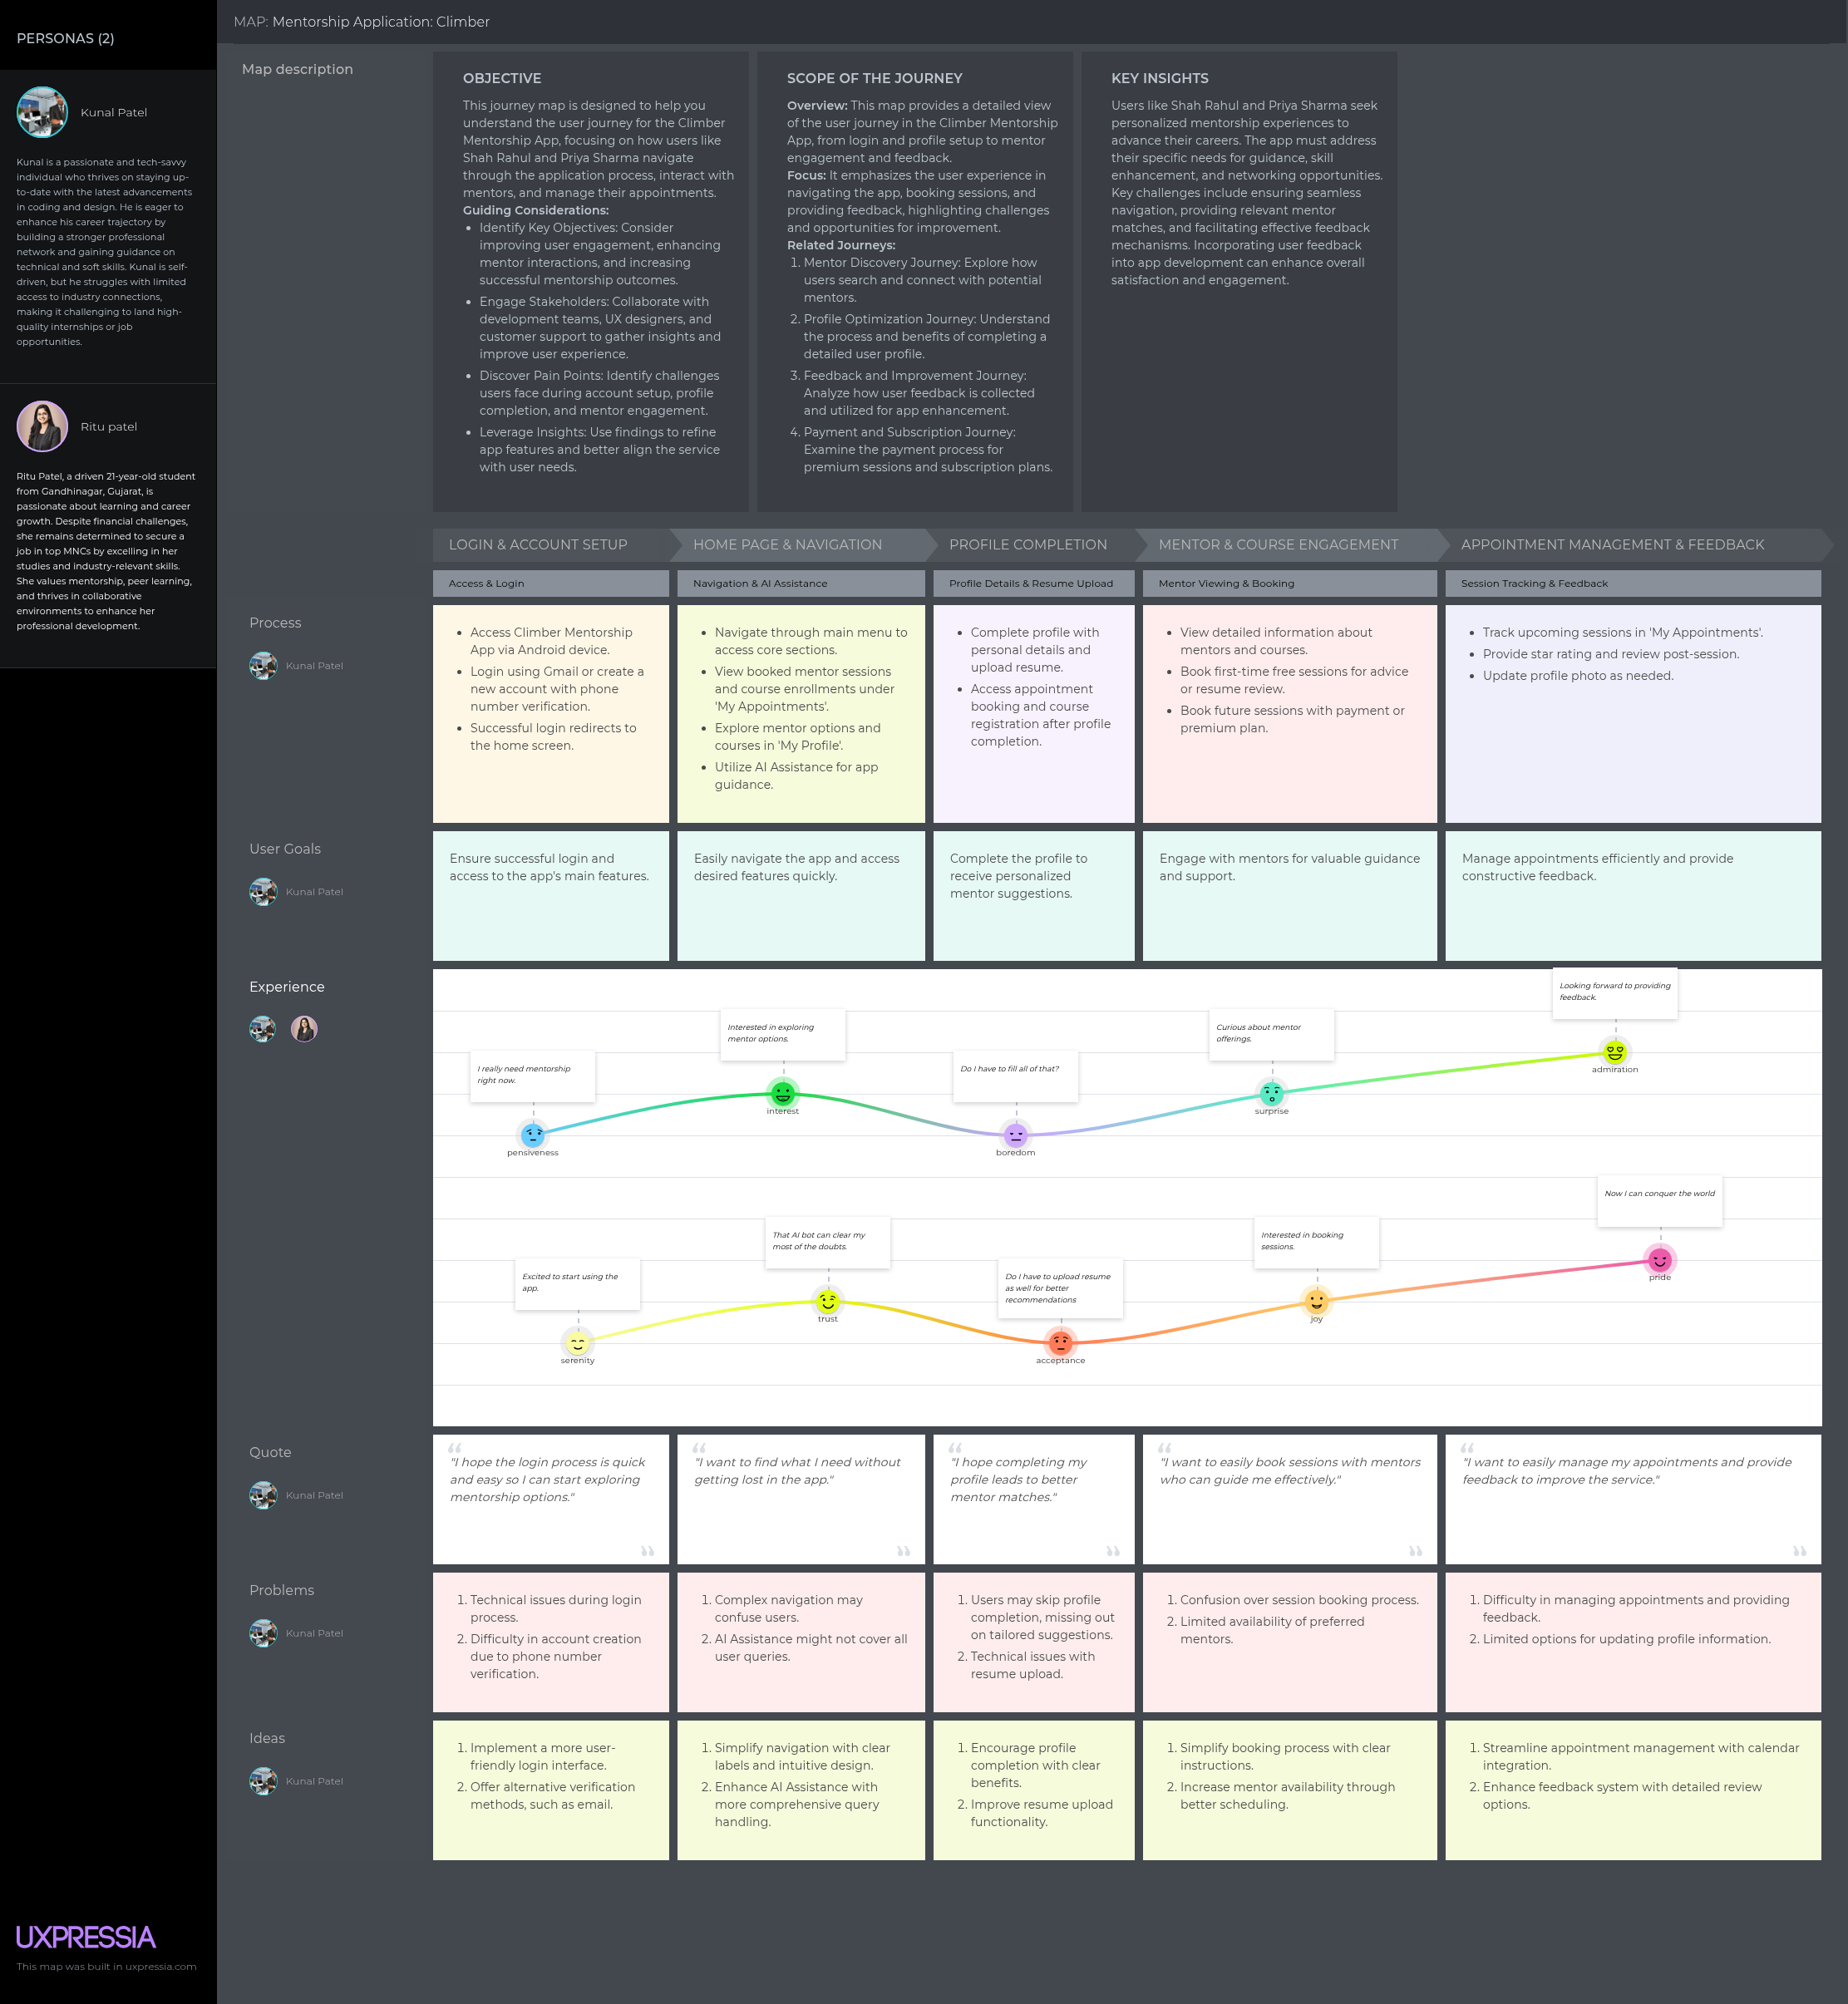 PERSONAS (2)
Kunal Patel
Kunal is a passionate and tech-savvy
individual who thrives on staying up-
to-date with the latest advancements
in coding and design. He is eager to
enhance his career trajectory by
building a stronger professional
network and gaining guidance on
technical and soft skills. Kunal is self-
driven, but he struggles with limited
access to industry connections,
making it challenging to land high-
quality internships or job
opportunities.
Ritu patel
Ritu Patel, a driven 21-year-old student
from Gandhinagar, Gujarat, is
passionate about learning and career
growth. Despite financial challenges,
she remains determined to secure a
job in top MNCs by excelling in her
studies and industry-relevant skills.
She values mentorship, peer learning,
and thrives in collaborative
environments to enhance her
professional development.
UXPRESSIA
This map was built in uxpressia.com
MAP: Mentorship Application: Climber
Map description
OBJECTIVE
This journey map is designed to help you
understand the user journey for the Climber
Mentorship App, focusing on how users like
Shah Rahul and Priya Sharma navigate
through the application process, interact with
mentors, and manage their appointments.
Guiding Considerations:
• Identify Key Objectives: Consider
improving user engagement, enhancing
mentor interactions, and increasing
successful mentorship outcomes.
• Engage Stakeholders: Collaborate with
development teams, UX designers, and
customer support to gather insights and
improve user experience.
• Discover Pain Points: Identify challenges
users face during account setup, profile
completion, and mentor engagement.
• Leverage Insights: Use findings to refine
app features and better align the service
with user needs.
SCOPE OF THE JOURNEY
Overview: This map provides a detailed view
of the user journey in the Climber Mentorship
App, from login and profile setup to mentor
engagement and feedback.
Focus: It emphasizes the user experience in
navigating the app, booking sessions, and
providing feedback, highlighting challenges
and opportunities for improvement.
Related Journeys:
1. Mentor Discovery Journey: Explore how
users search and connect with potential
mentors.
2. Profile Optimization Journey: Understand
the process and benefits of completing a
detailed user profile.
3. Feedback and Improvement Journey:
Analyze how user feedback is collected
and utilized for app enhancement.
4. Payment and Subscription Journey:
Examine the payment process for
premium sessions and subscription plans.
KEY INSIGHTS
Users like Shah Rahul and Priya Sharma seek
personalized mentorship experiences to
advance their careers. The app must address
their specific needs for guidance, skill
enhancement, and networking opportunities.
Key challenges include ensuring seamless
navigation, providing relevant mentor
matches, and facilitating effective feedback
mechanisms. Incorporating user feedback
into app development can enhance overall
satisfaction and engagement.
LOGIN & ACCOUNT SETUP
HOME PAGE & NAVIGATION
PROFILE COMPLETION
MENTOR & COURSE ENGAGEMENT
APPOINTMENT MANAGEMENT & FEEDBACK
Access & Login
Navigation & AI Assistance
Profile Details & Resume Upload
Mentor Viewing & Booking
Session Tracking & Feedback
Process
Kunal Patel
• Access Climber Mentorship
App via Android device.
• Login using Gmail or create a
new account with phone
number verification.
• Successful login redirects to
the home screen.
• Navigate through main menu to
access core sections.
• View booked mentor sessions
and course enrollments under
'My Appointments'.
• Explore mentor options and
courses in 'My Profile'.
• Utilize AI Assistance for app
guidance.
• Complete profile with
personal details and
upload resume.
• Access appointment
booking and course
registration after profile
completion.
• View detailed information about
mentors and courses.
• Book first-time free sessions for advice
or resume review.
• Book future sessions with payment or
premium plan.
• Track upcoming sessions in 'My Appointments'.
• Provide star rating and review post-session.
• Update profile photo as needed.
User Goals
Kunal Patel
Ensure successful login and
access to the app's main features.
Easily navigate the app and access
desired features quickly.
Complete the profile to
receive personalized
mentor suggestions.
Engage with mentors for valuable guidance
and support.
Manage appointments efficiently and provide
constructive feedback.
Experience
I really need mentorship
right now.
pensiveness
Interested in exploring
mentor options.
interest
Do I have to fill all of that?
boredom
Curious about mentor
offerings.
surprise
Looking forward to providing
feedback.
admiration
Excited to start using the
app.
serenity
That AI bot can clear my
most of the doubts.
trust
Do I have to upload resume
as well for better
recommendations
acceptance
Interested in booking
sessions.
joy
Now I can conquer the world
pride
Quote
Kunal Patel
"I hope the login process is quick
and easy so I can start exploring
mentorship options."
"I want to find what I need without
getting lost in the app."
"I hope completing my
profile leads to better
mentor matches."
"I want to easily book sessions with mentors
who can guide me effectively."
"I want to easily manage my appointments and provide
feedback to improve the service."
Problems
Kunal Patel
1. Technical issues during login
process.
2. Difficulty in account creation
due to phone number
verification.
1. Complex navigation may
confuse users.
2. AI Assistance might not cover all
user queries.
1. Users may skip profile
completion, missing out
on tailored suggestions.
2. Technical issues with
resume upload.
1. Confusion over session booking process.
2. Limited availability of preferred
mentors.
1. Difficulty in managing appointments and providing
feedback.
2. Limited options for updating profile information.
Ideas
Kunal Patel
1. Implement a more user-
friendly login interface.
2. Offer alternative verification
methods, such as email.
1. Simplify navigation with clear
labels and intuitive design.
2. Enhance AI Assistance with
more comprehensive query
handling.
1. Encourage profile
completion with clear
benefits.
2. Improve resume upload
functionality.
1. Simplify booking process with clear
instructions.
2. Increase mentor availability through
better scheduling.
1. Streamline appointment management with calendar
integration.
2. Enhance feedback system with detailed review
options.